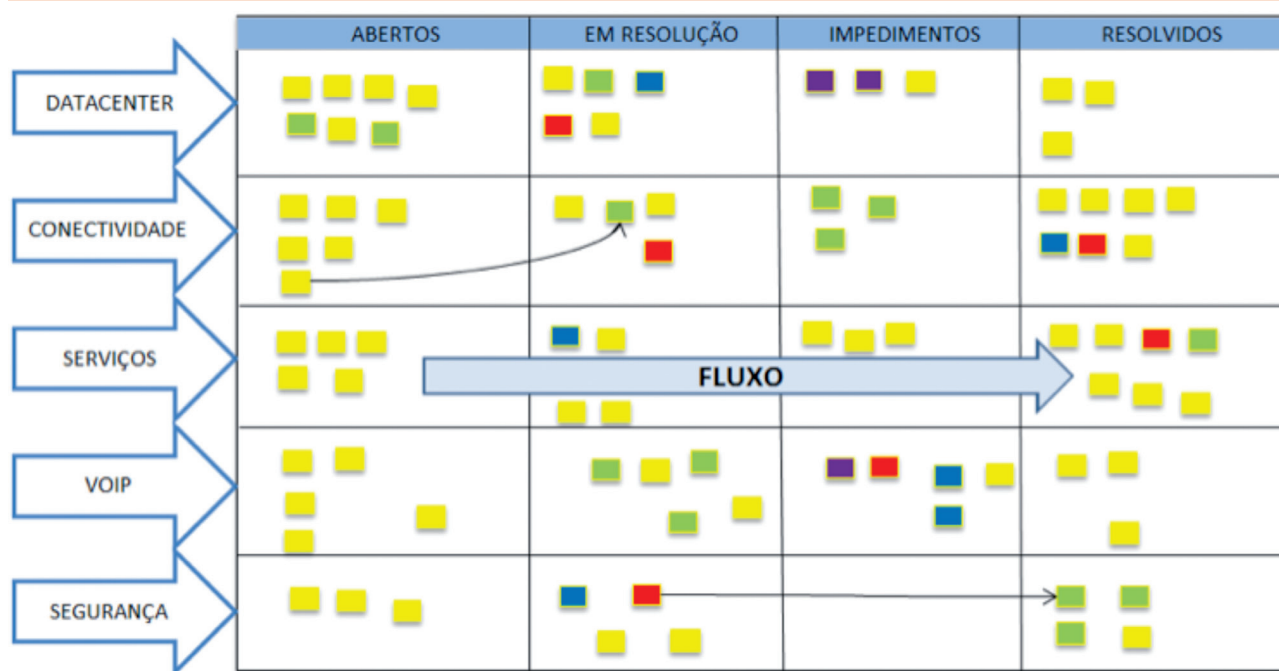 ABERTOS
EM RESOLUÇÃO
IMPEDIMENTOS
RESOLVIDOS
DATACENTER
CONECTIVIDADE
SERVIÇOS
FLUXO
VOIP
SEGURANÇA